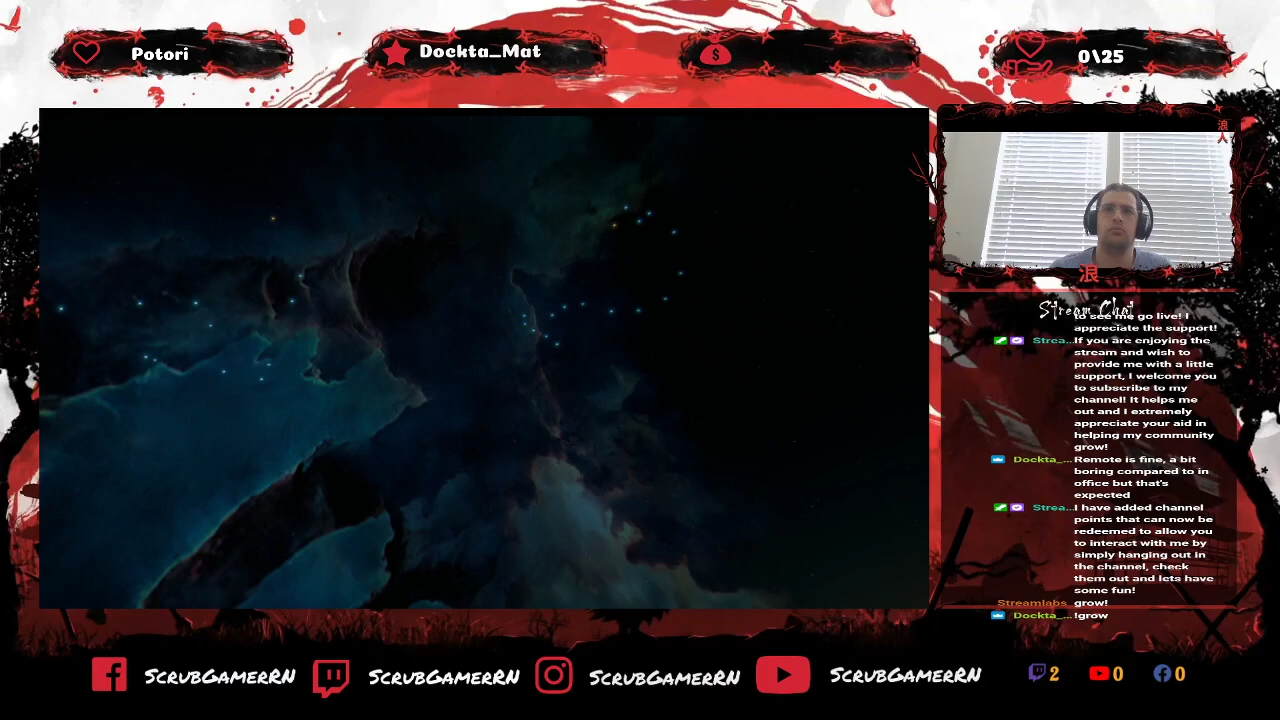 Potori
Dockta_Mat
$
0\25
浪
人
浪
Stream Chat
to see me go live! I
appreciate the support!
Strea...If you are enjoying the
stream and wish to
provide me with a little
support, I welcome you
to subscribe to my
channel! It helps me
out and I extremely
appreciate your aid in
helping my community
grow!
Dockta_...Remote is fine, a bit
boring compared to in
office but that's
expected
Strea...I have added channel
points that can now be
redeemed to allow you
to interact with me by
simply hanging out in
the channel, check
them out and lets have
some fun!
Streamlabs grow!
Dockta_...!grow
ScrubGamerRN
ScrubGamerRN
ScrubGamerRN
ScrubGamerRN
2
0
0